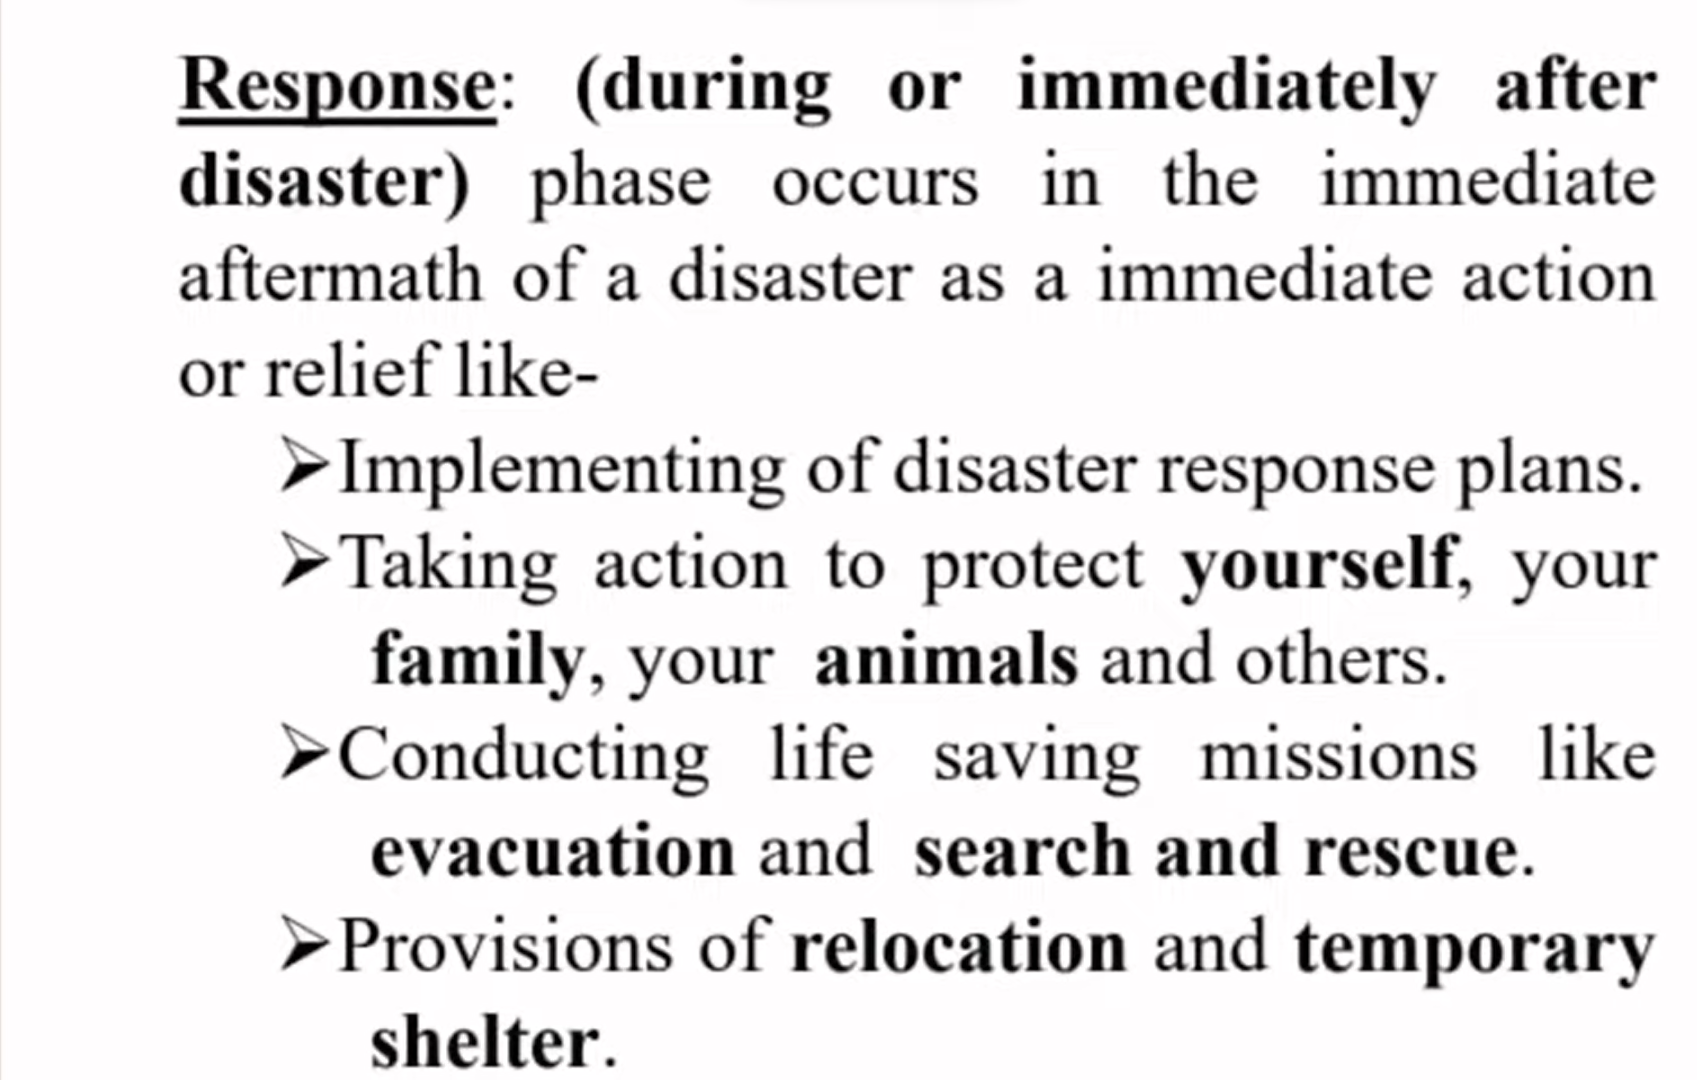 Response: (during or immediately after
disaster) phase occurs in the immediate
aftermath of a disaster as a immediate action
or relief like-
➢Implementing of disaster response plans.
➢Taking action to protect yourself, your
family, your animals and others.
➢Conducting life saving missions like
evacuation and search and rescue.
➢Provisions of relocation and temporary
shelter.